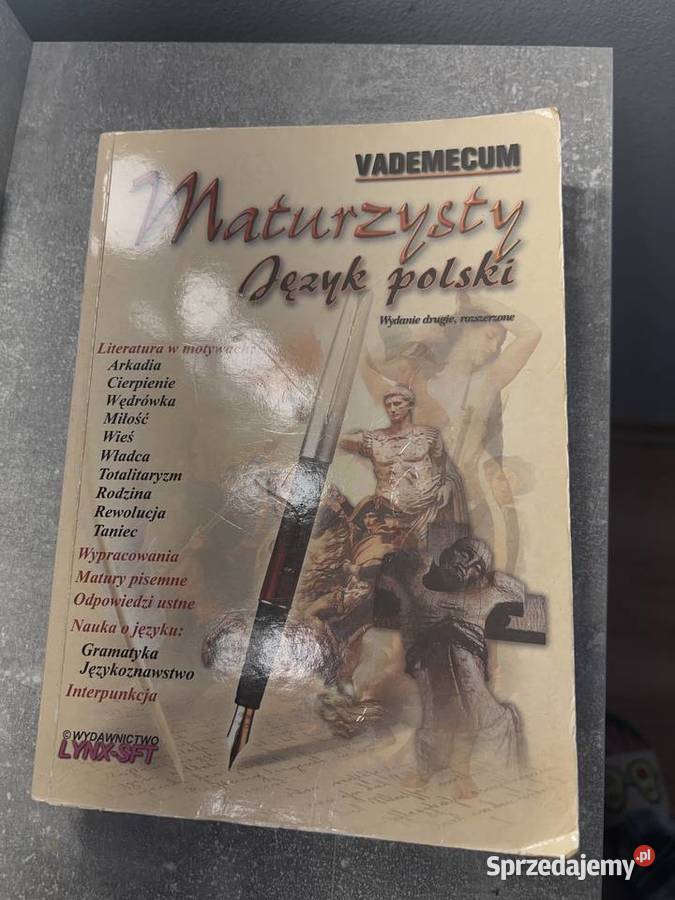 VADEMECUM
Maturzysty
Język polski
Wydanie drugie, rozszerzone
Literatura w motywach:
Arkadia
Cierpienie
Wędrówka
Miłość
Wieś
Władca
Totalitaryzm
Rodzina
Rewolucja
Taniec
Wypracowania
Matury pisemne
Odpowiedzi ustne
Nauka o języku:
Gramatyka
Językoznawstwo
Interpunkcja
© WYDAWNICTWO
LYNX-SFT
Sprzedajemy.pl